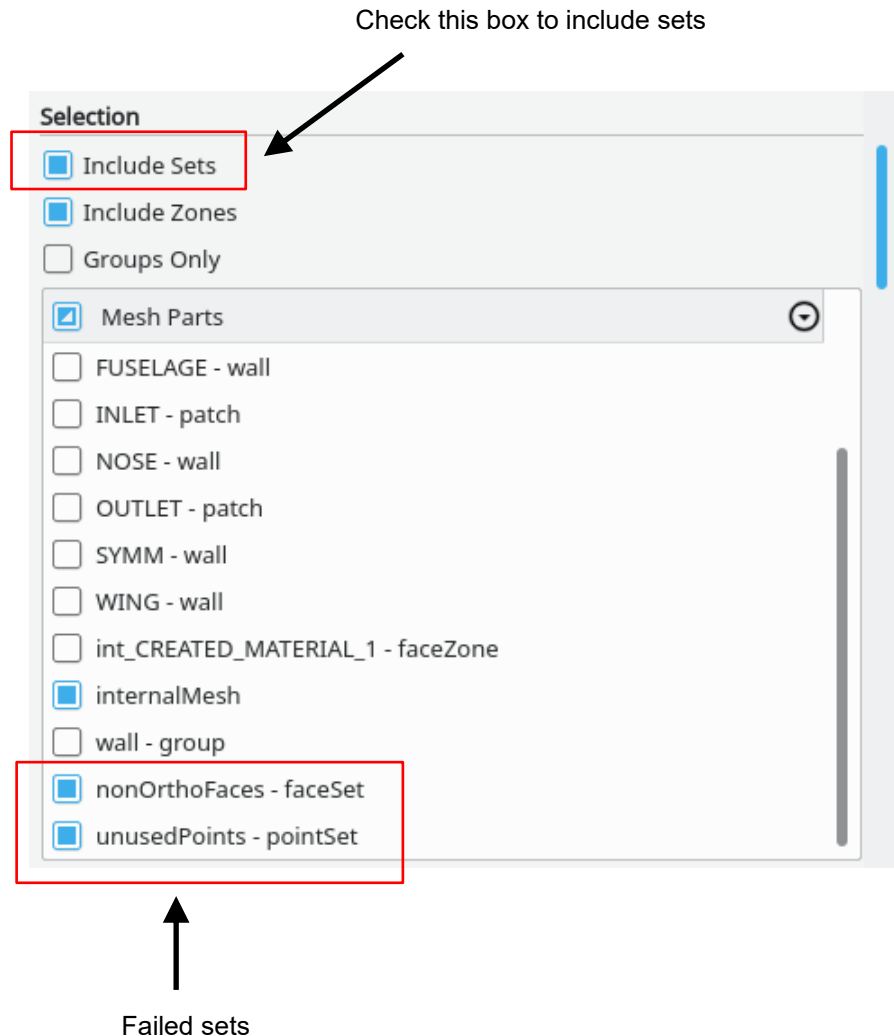 Check this box to include sets
Selection
Include Sets
Include Zones
Groups Only
Mesh Parts
FUSELAGE - wall
INLET - patch
NOSE - wall
OUTLET - patch
SYMM - wall
WING - wall
int_CREATED_MATERIAL_1 - faceZone
internalMesh
wall - group
nonOrthoFaces - faceSet
unusedPoints - pointSet
Failed sets